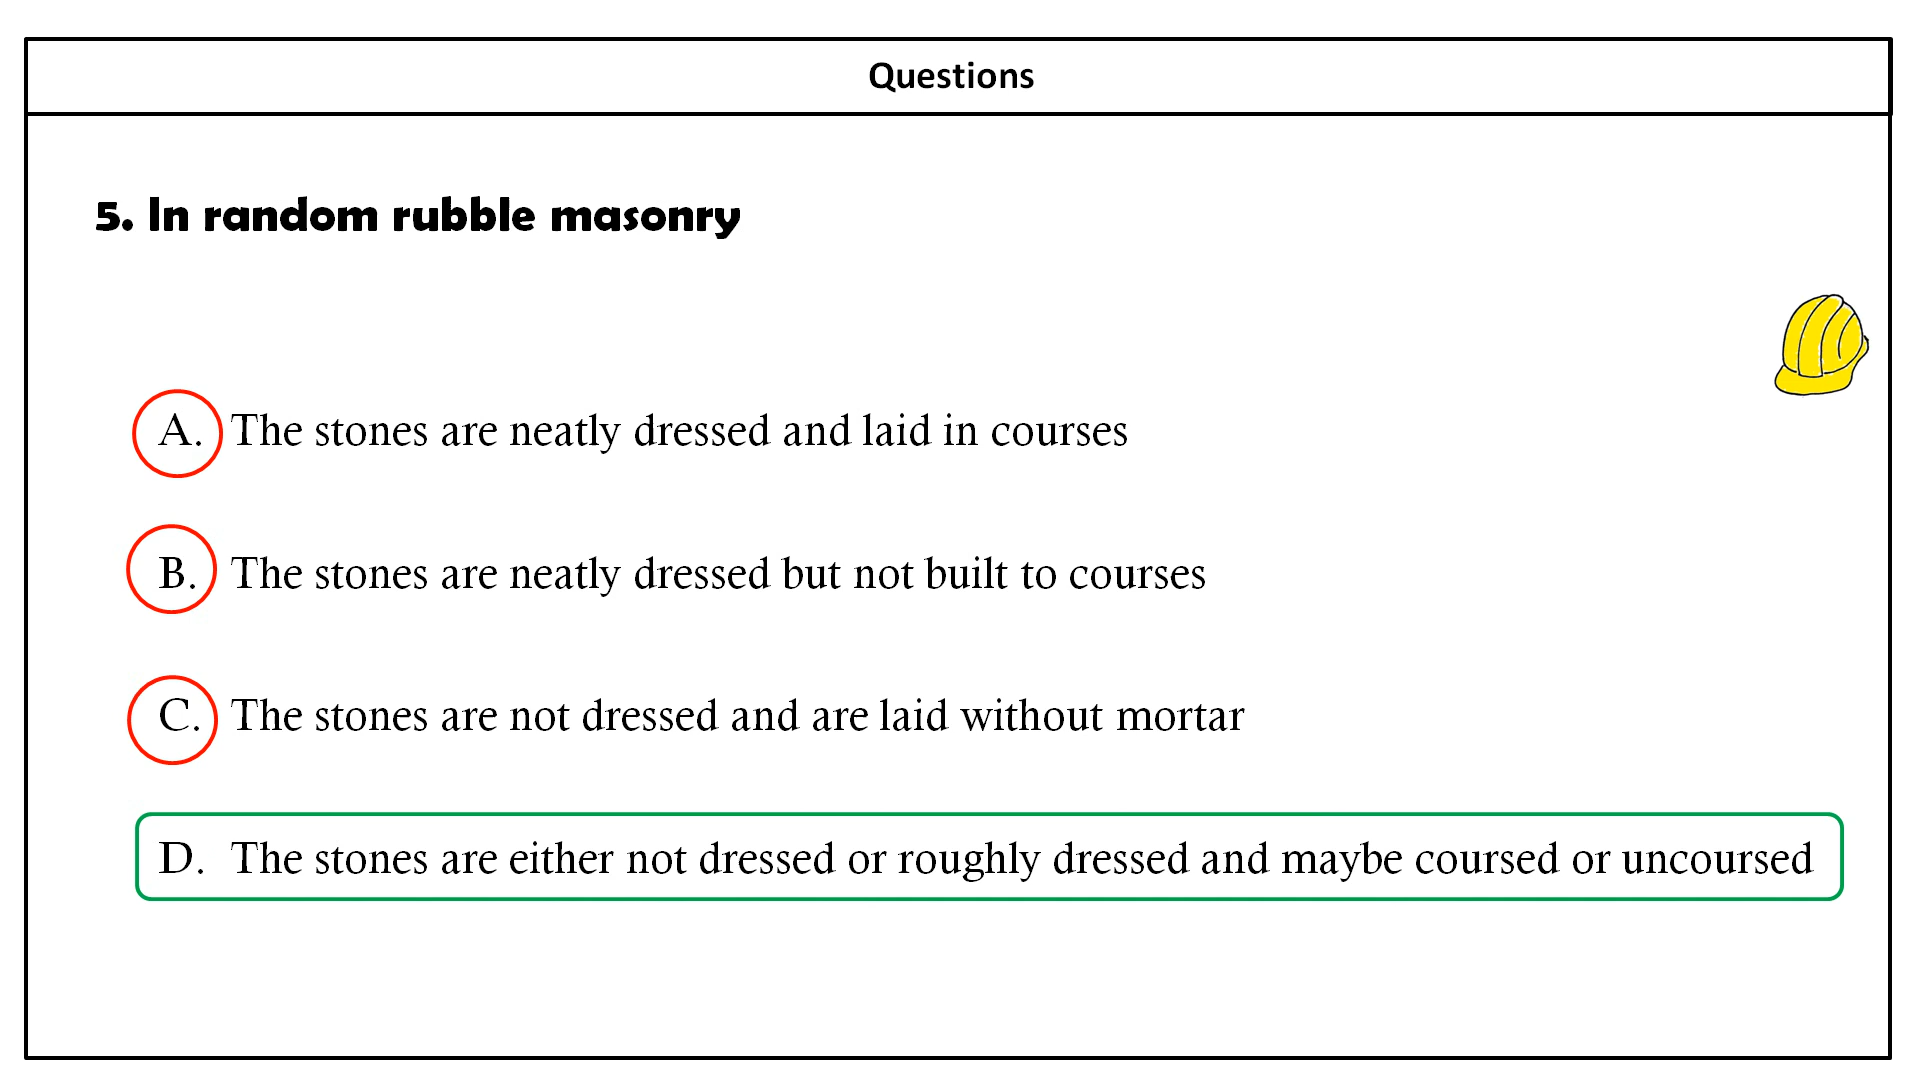 Questions
5. In random rubble masonry
A. The stones are neatly dressed and laid in courses
B. The stones are neatly dressed but not built to courses
C. The stones are not dressed and are laid without mortar
D. The stones are either not dressed or roughly dressed and maybe coursed or uncoursed